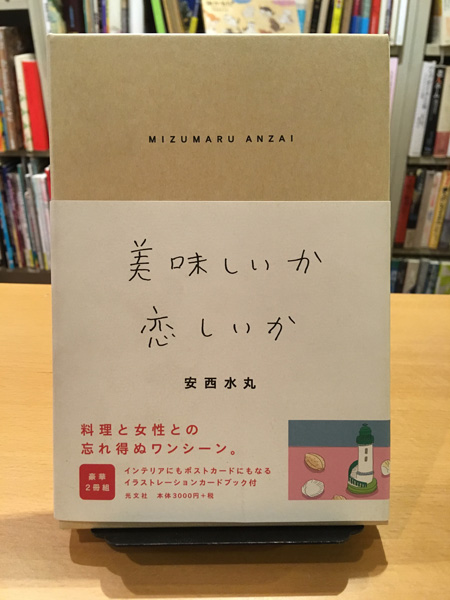 MIZUMARU ANZAI
美味しいか
恋しいか
安西水丸
料理と女性との
忘れ得ぬワンシーン。
豪華
2冊組
インテリアにもポストカードにもなる
イラストレーションカードブック付
光文社 本体3000円+税